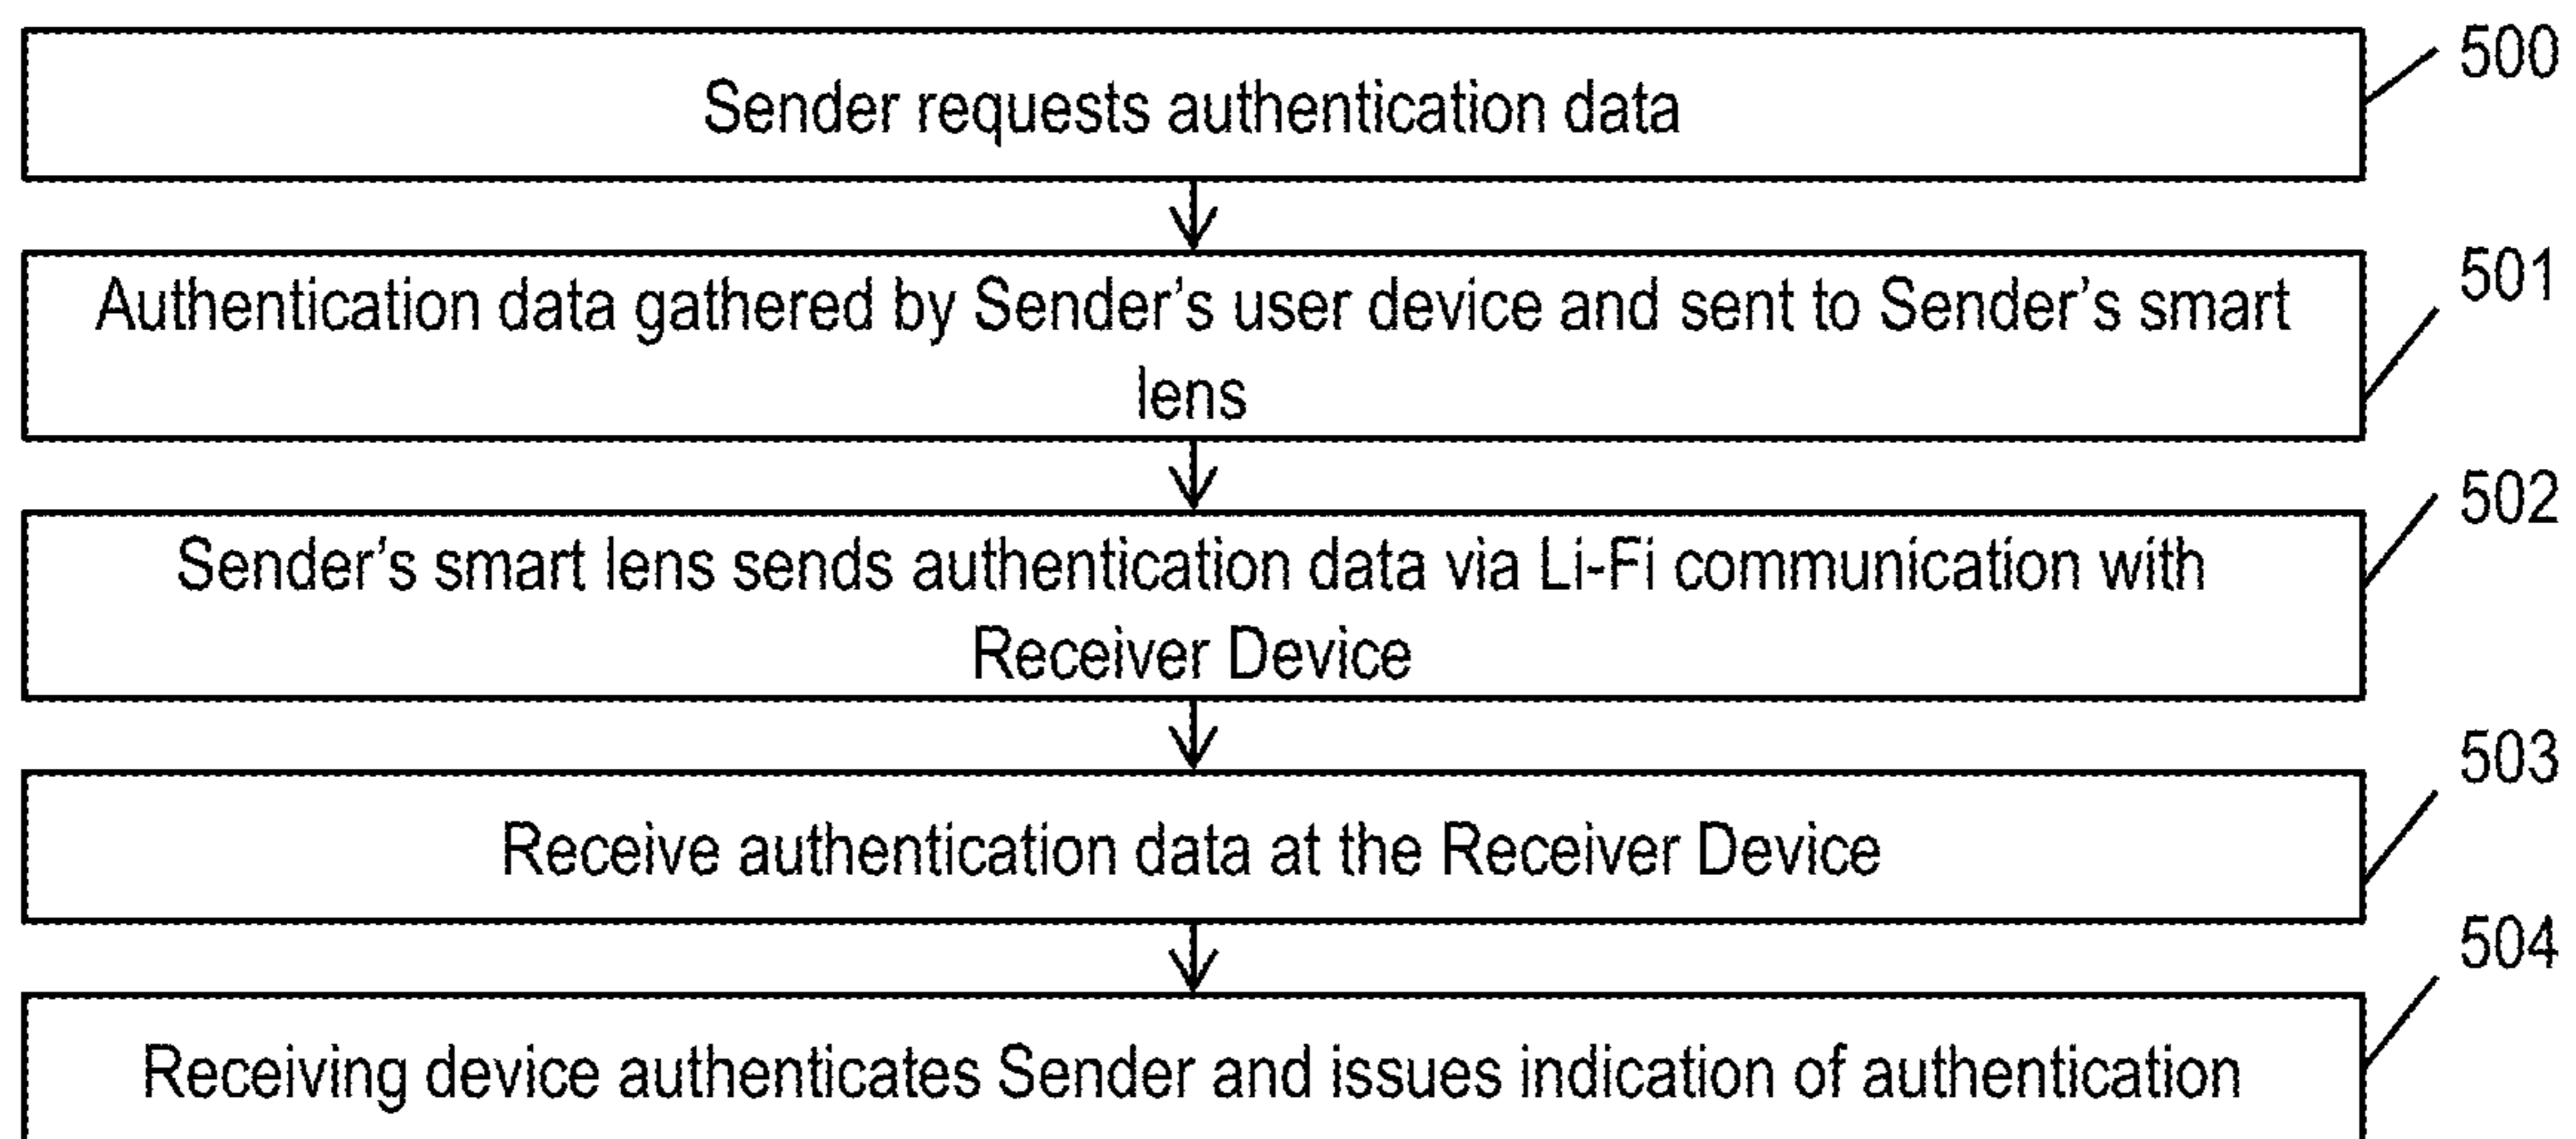 500
Sender requests authentication data
501
Authentication data gathered by Sender's user device and sent to Sender's smart
lens
502
Sender's smart lens sends authentication data via Li-Fi communication with
Receiver Device
503
Receive authentication data at the Receiver Device
504
Receiving device authenticates Sender and issues indication of authentication